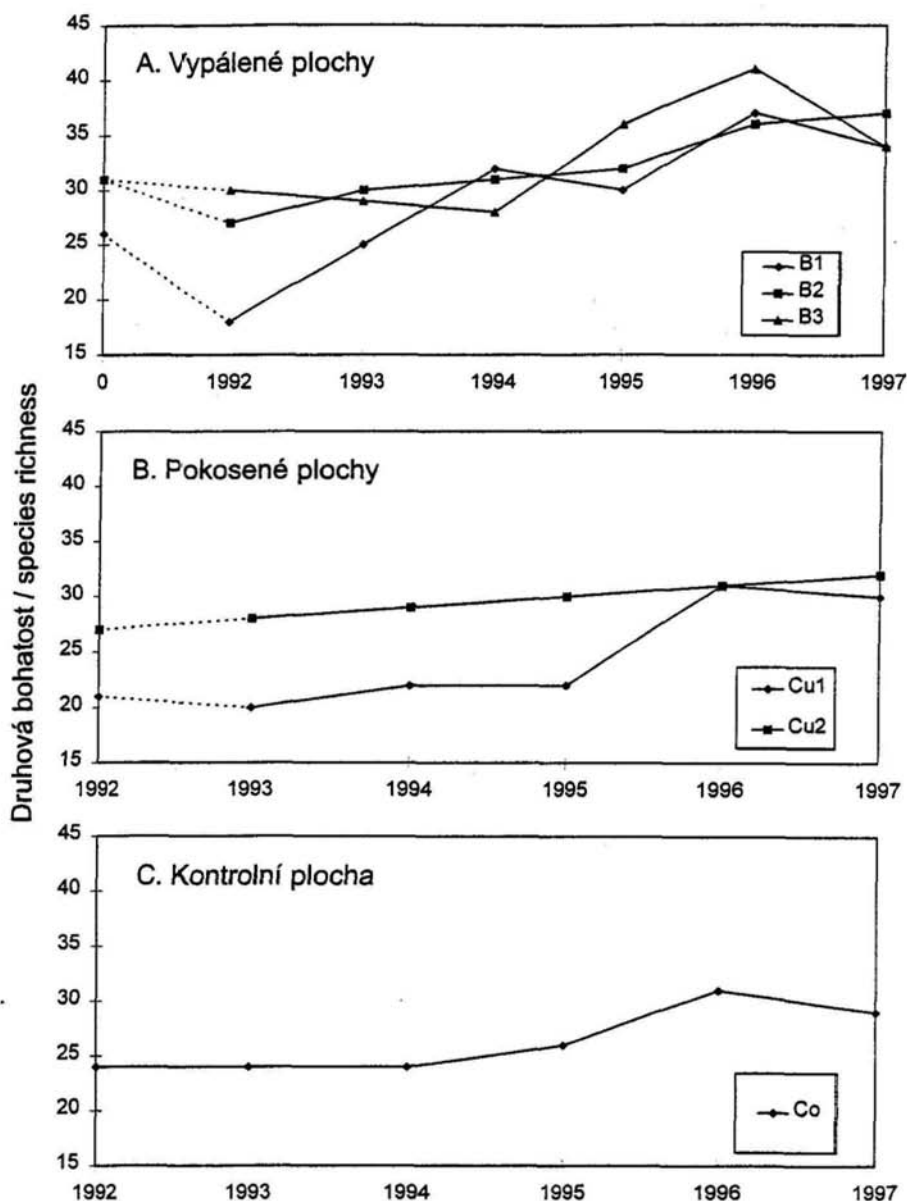 Druhová bohatost / species richness
A. Vypálené plochy
45
40
35
30
25
20
15
0 1992 1993 1994 1995 1996 1997
B1
B2
B3
B. Pokosené plochy
45
40
35
30
25
20
15
1992 1993 1994 1995 1996 1997
Cu1
Cu2
C. Kontrolní plocha
45
40
35
30
25
20
15
1992 1993 1994 1995 1996 1997
Co